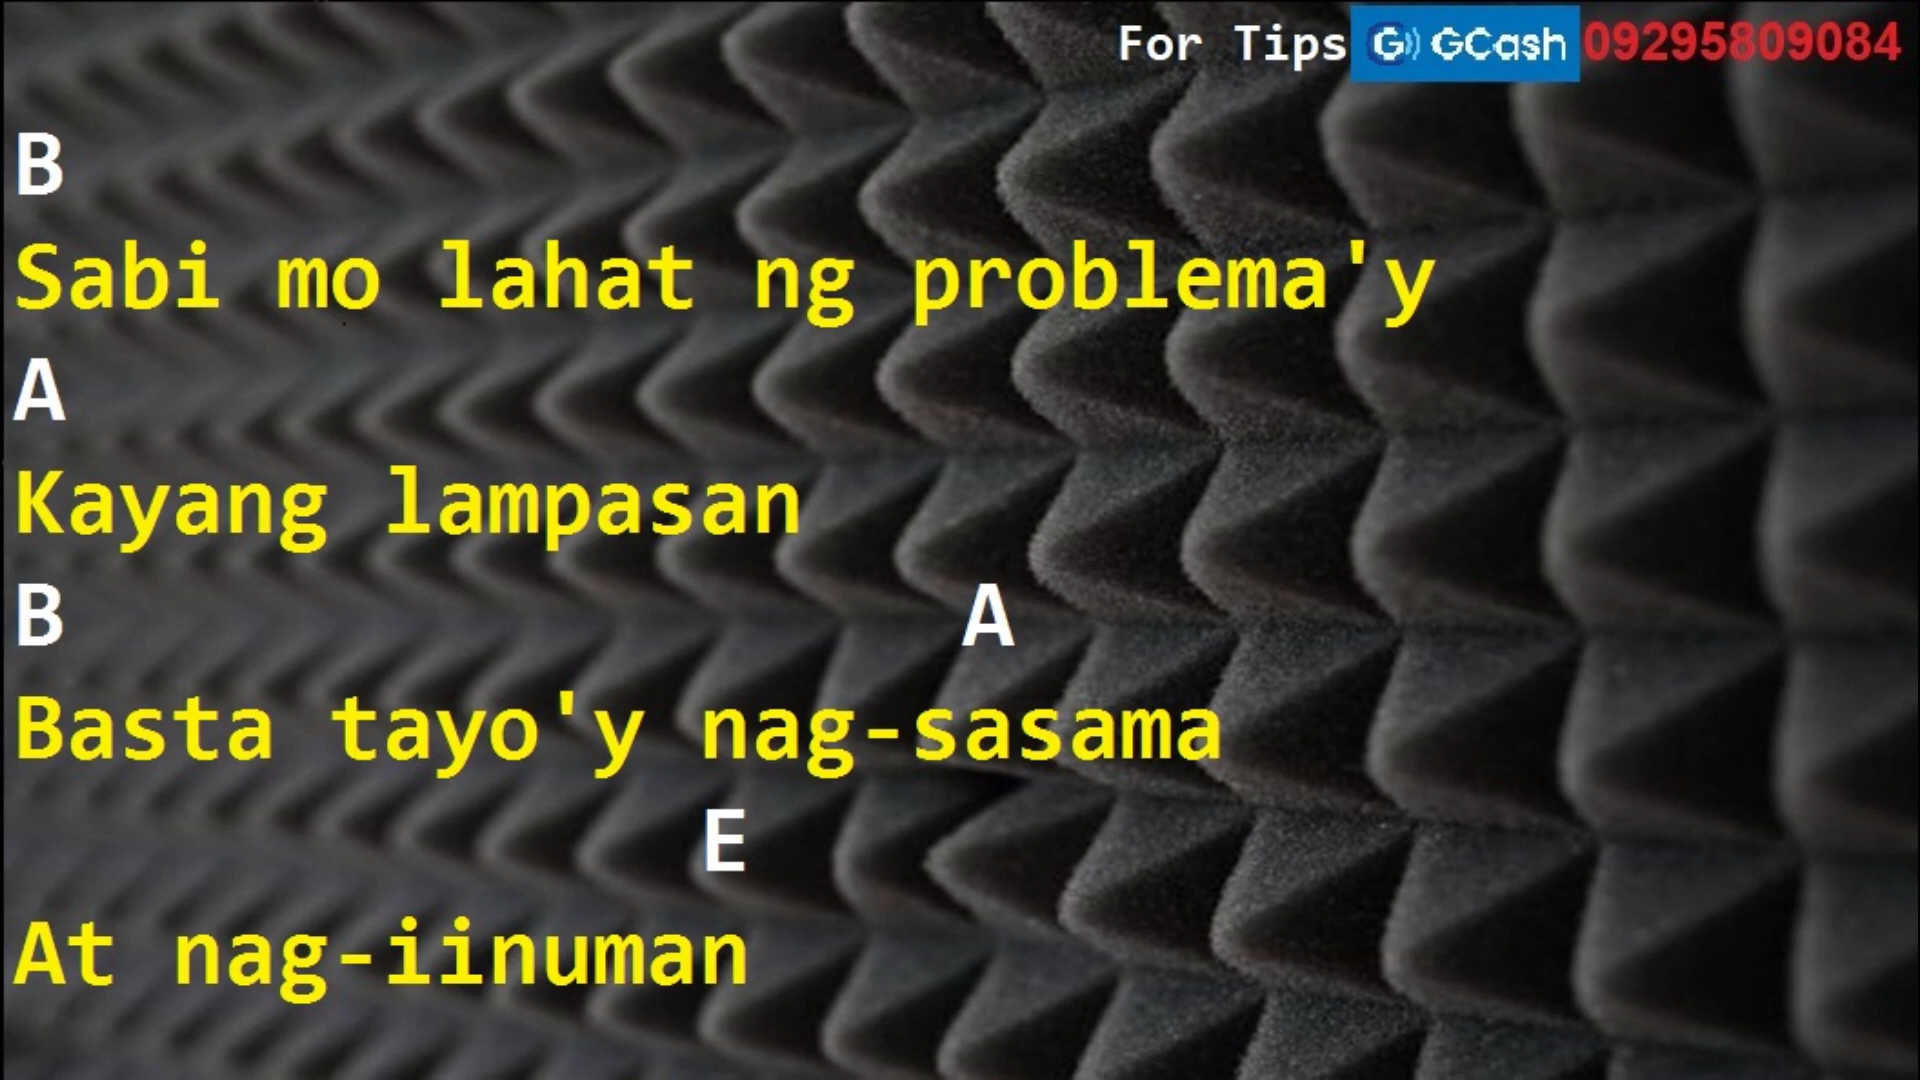 For Tips G)) GCash 09295809084
B
Sabi mo lahat ng problema'y
A
Kayang lampasan
B A
Basta tayo'y nag-sasama
E
At nag-iinuman